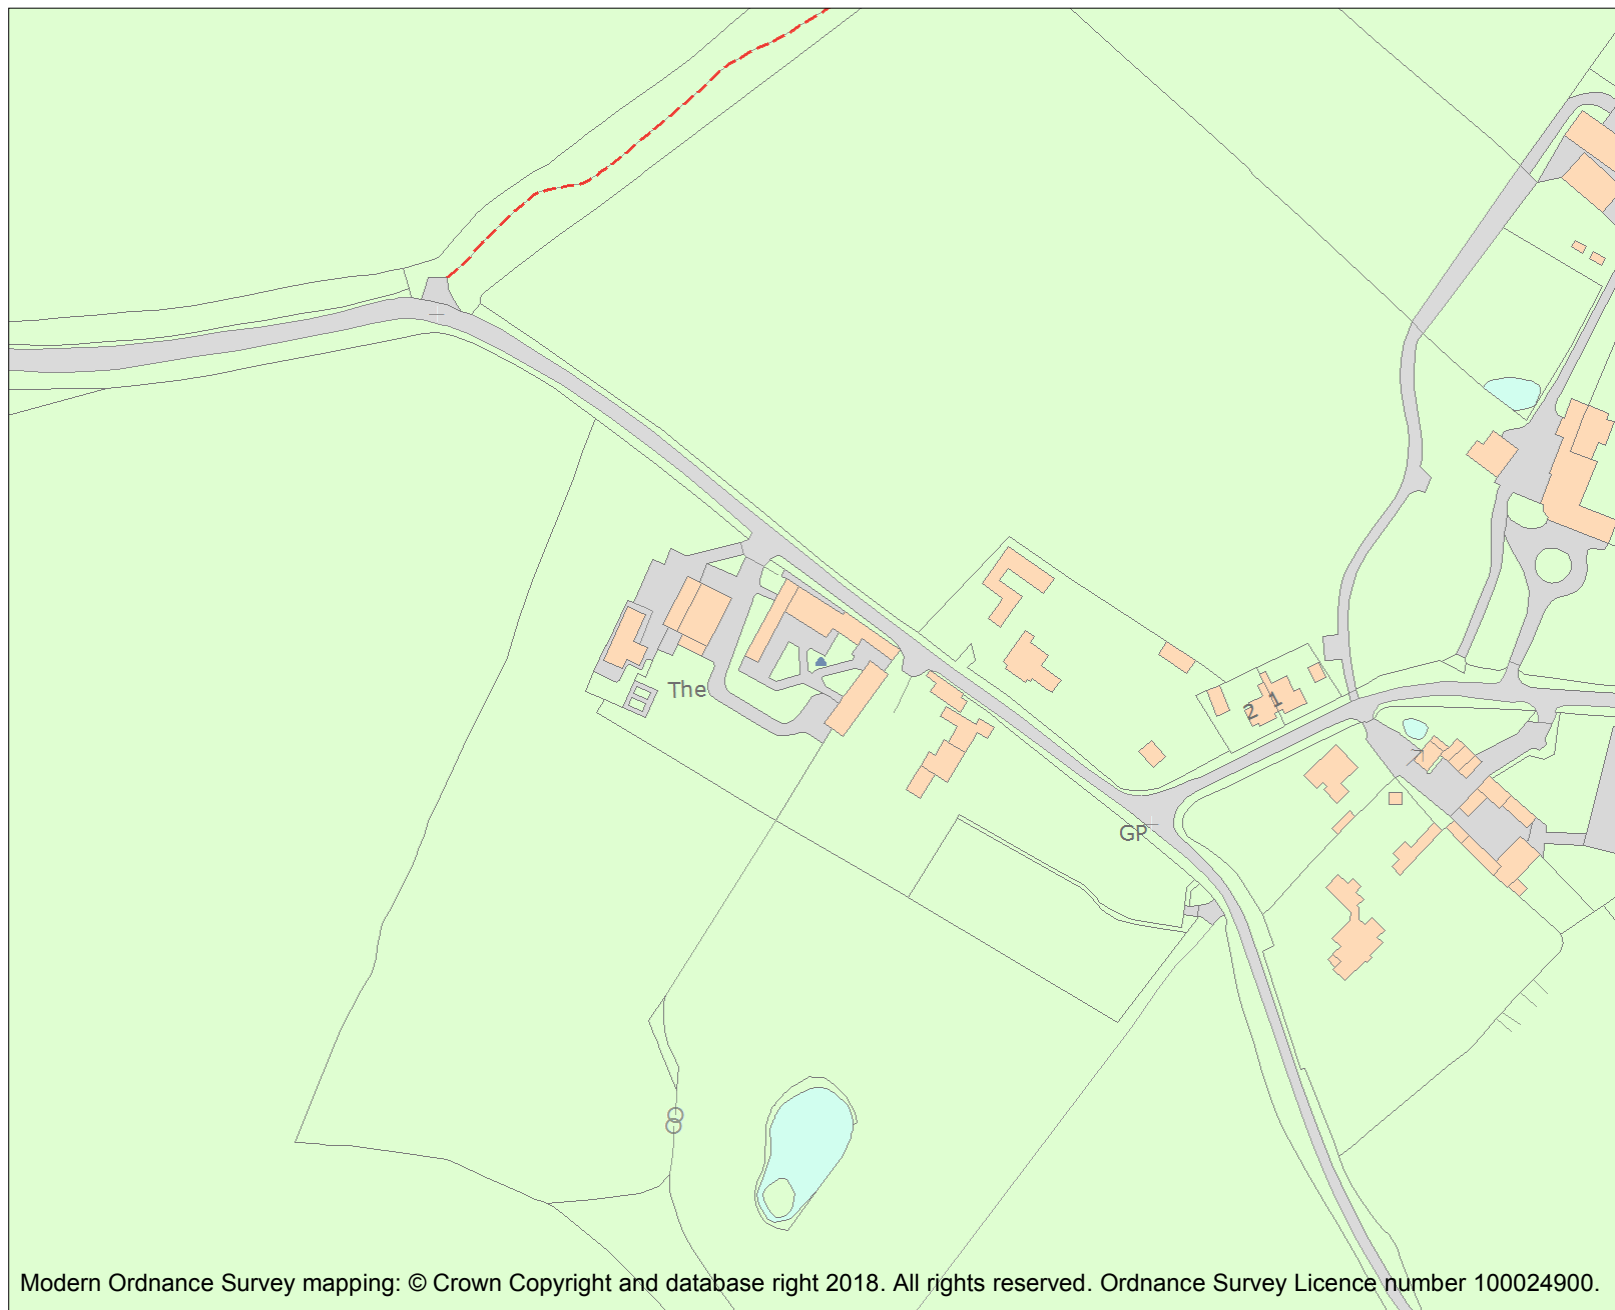 The
2 1
GP
Modern Ordnance Survey mapping: © Crown Copyright and database right 2018. All rights reserved. Ordnance Survey Licence number 100024900.